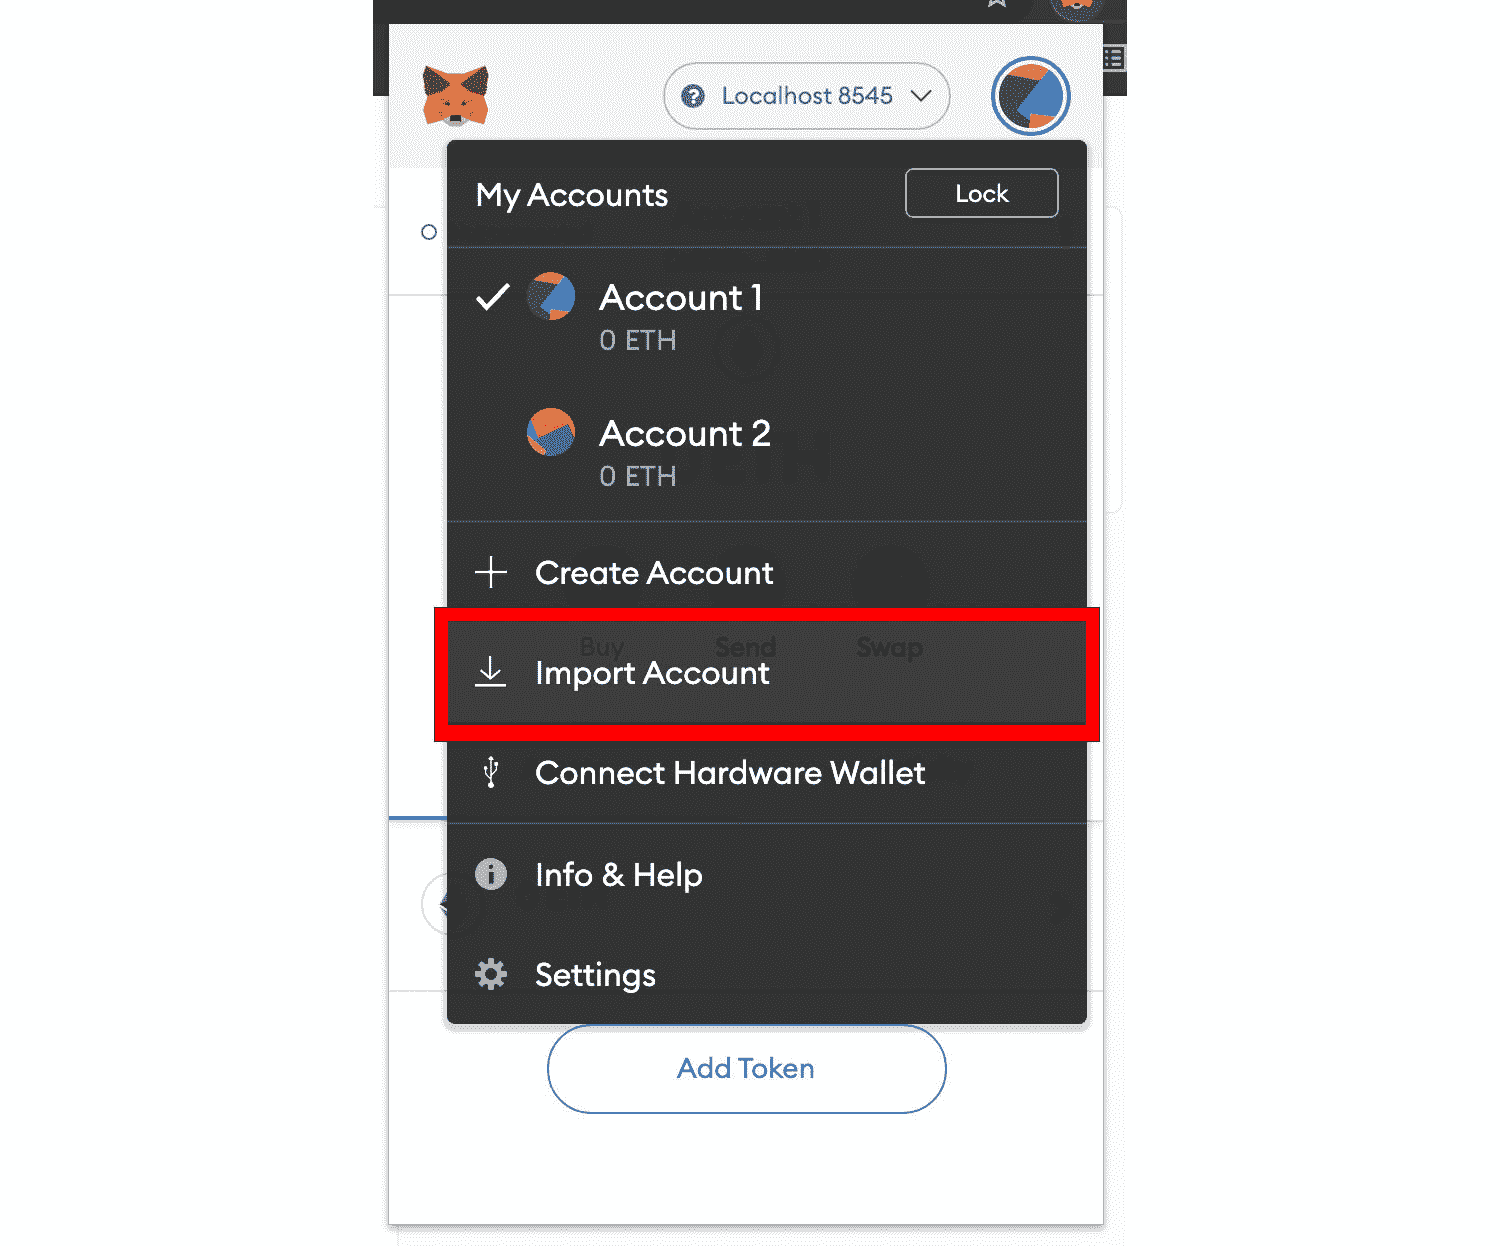 Localhost 8545
My Accounts
Lock
Account 1
0 ETH
Account 2
0 ETH
Create Account
Buy Send Swap
Import Account
Connect Hardware Wallet
Info & Help
Settings
Add Token